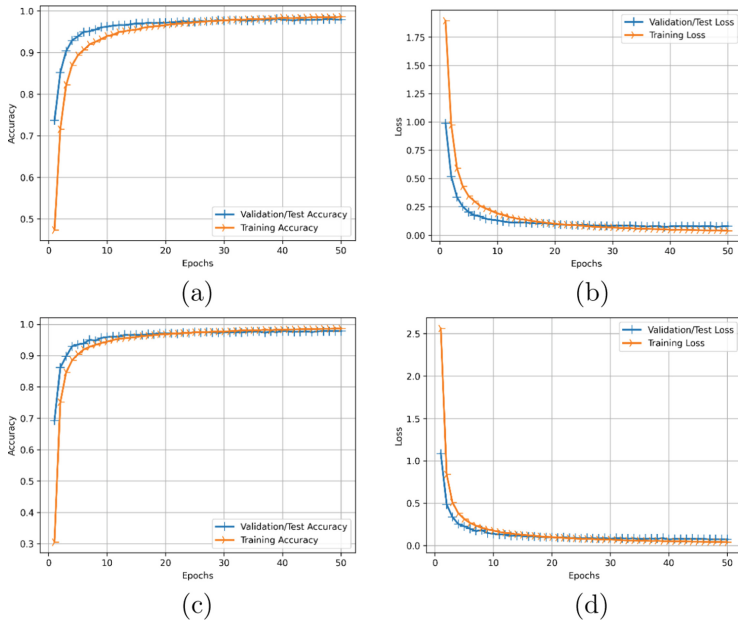 1.0
0.9
0.8
0.7
0.6
0.5
Accuracy
Validation/Test Accuracy
Training Accuracy
0 10 20 30 40 50
Epochs
(a)
1.75
1.50
1.25
1.00
0.75
0.50
0.25
0.00
Loss
Validation/Test Loss
Training Loss
0 10 20 30 40 50
Epochs
(b)
1.0
0.9
0.8
0.7
0.6
0.5
0.4
0.3
Accuracy
Validation/Test Accuracy
Training Accuracy
0 10 20 30 40 50
Epochs
(c)
2.5
2.0
1.5
1.0
0.5
0.0
Loss
Validation/Test Loss
Training Loss
0 10 20 30 40 50
Epochs
(d)